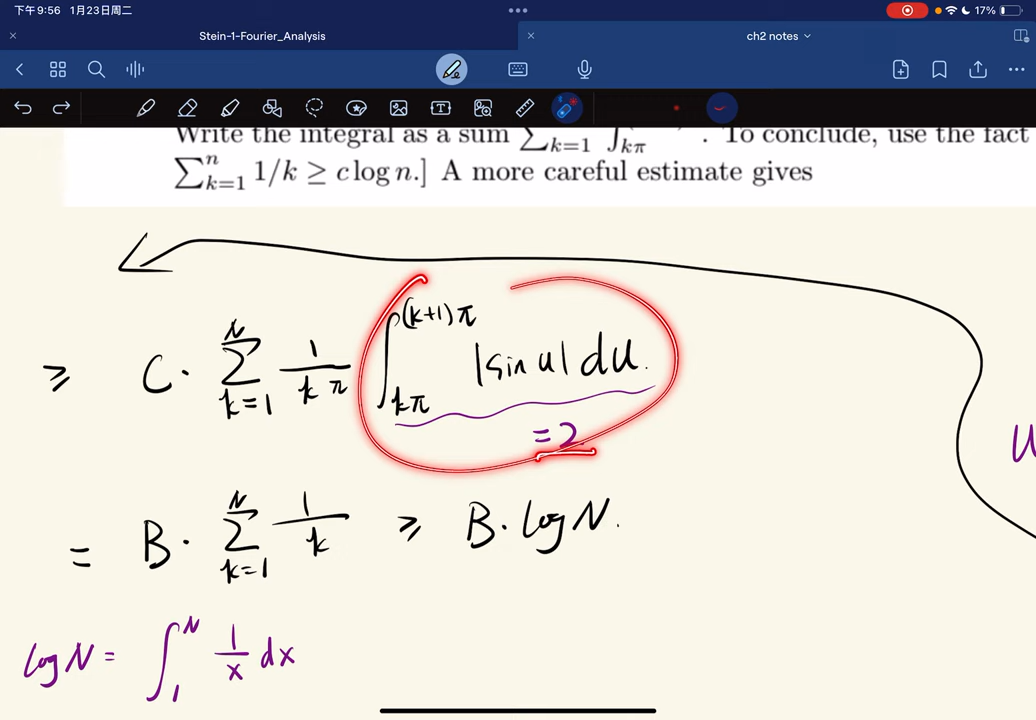 下午9:56 1月23日周二
17%
Stein-1-Fourier_Analysis
ch2 notes
Write the integral as a sum ∑k=1 ∫kπ . To conclude, use the fact
∑_{k=1}^{n} 1/k ≥ c log n.] A more careful estimate gives
≥ C · ∑_{k=1}^{N} 1/(kπ) ∫_{kπ}^{(k+1)π} |sin u| du.
= 2
= B · ∑_{k=1}^{N} 1/k ≥ B · log N.
log N = ∫_{1}^{N} 1/x dx